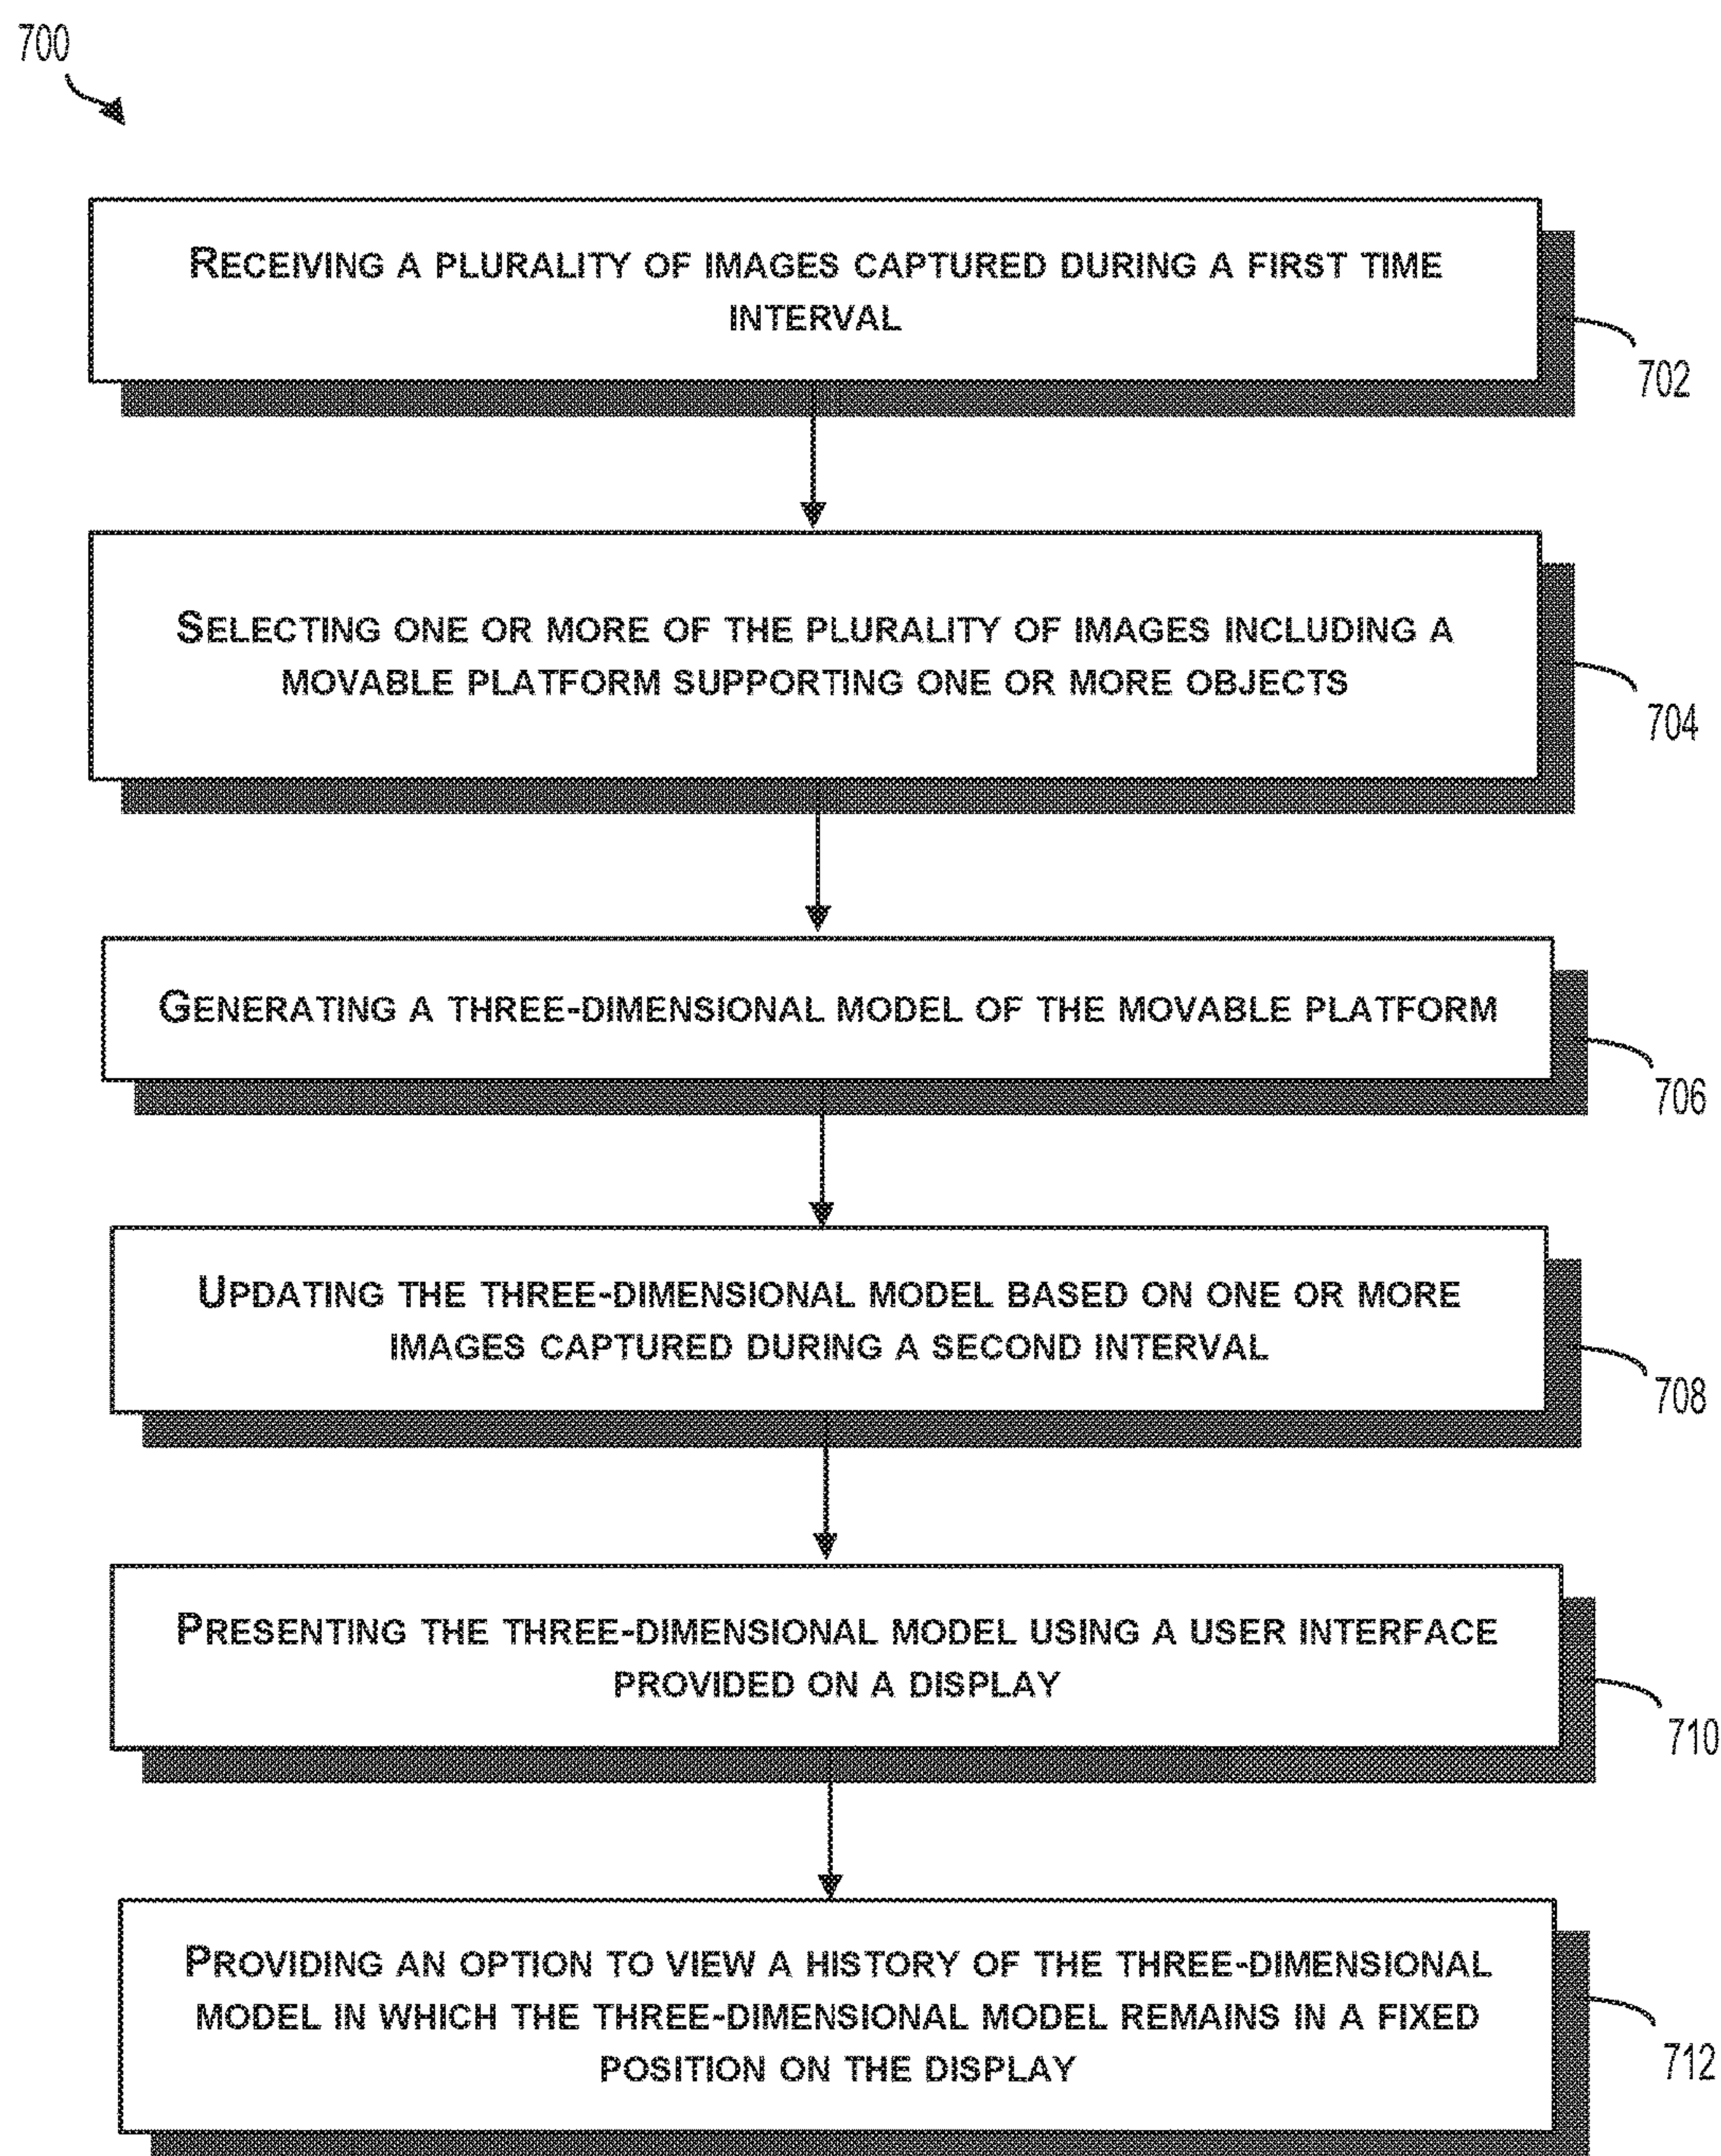 700
RECEIVING A PLURALITY OF IMAGES CAPTURED DURING A FIRST TIME
INTERVAL
702
SELECTING ONE OR MORE OF THE PLURALITY OF IMAGES INCLUDING A
MOVABLE PLATFORM SUPPORTING ONE OR MORE OBJECTS
704
GENERATING A THREE-DIMENSIONAL MODEL OF THE MOVABLE PLATFORM
706
UPDATING THE THREE-DIMENSIONAL MODEL BASED ON ONE OR MORE
IMAGES CAPTURED DURING A SECOND INTERVAL
708
PRESENTING THE THREE-DIMENSIONAL MODEL USING A USER INTERFACE
PROVIDED ON A DISPLAY
710
PROVIDING AN OPTION TO VIEW A HISTORY OF THE THREE-DIMENSIONAL
MODEL IN WHICH THE THREE-DIMENSIONAL MODEL REMAINS IN A FIXED
POSITION ON THE DISPLAY
712